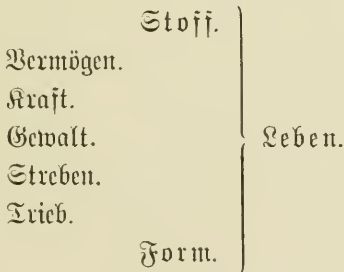 Stoff.
Vermögen.
Kraft.
Gewalt. Leben.
Streben.
Trieb.
Form.